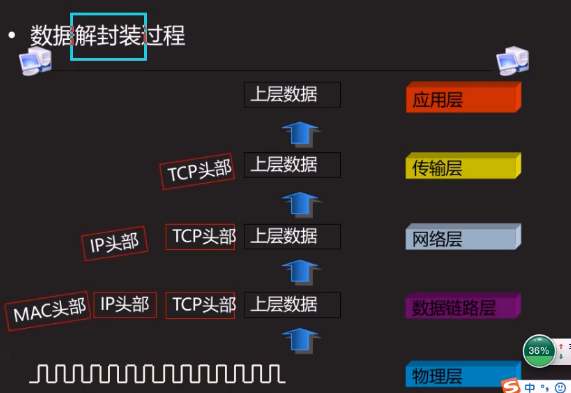 • 数据解封装过程
上层数据 应用层
TCP头部 上层数据 传输层
IP头部 TCP头部 上层数据 网络层
MAC头部 IP头部 TCP头部 上层数据 数据链路层
36%
物理层
中